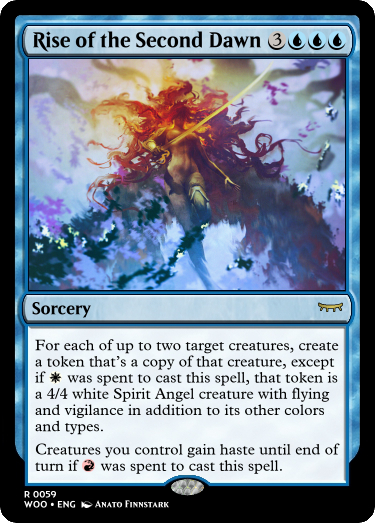 Rise of the Second Dawn 3
Sorcery
For each of up to two target creatures, create
a token that's a copy of that creature, except
if was spent to cast this spell, that token is
a 4/4 white Spirit Angel creature with flying
and vigilance in addition to its other colors
and types.
Creatures you control gain haste until end of
turn if was spent to cast this spell.
R 0059
WOO • ENG Anato Finnstark